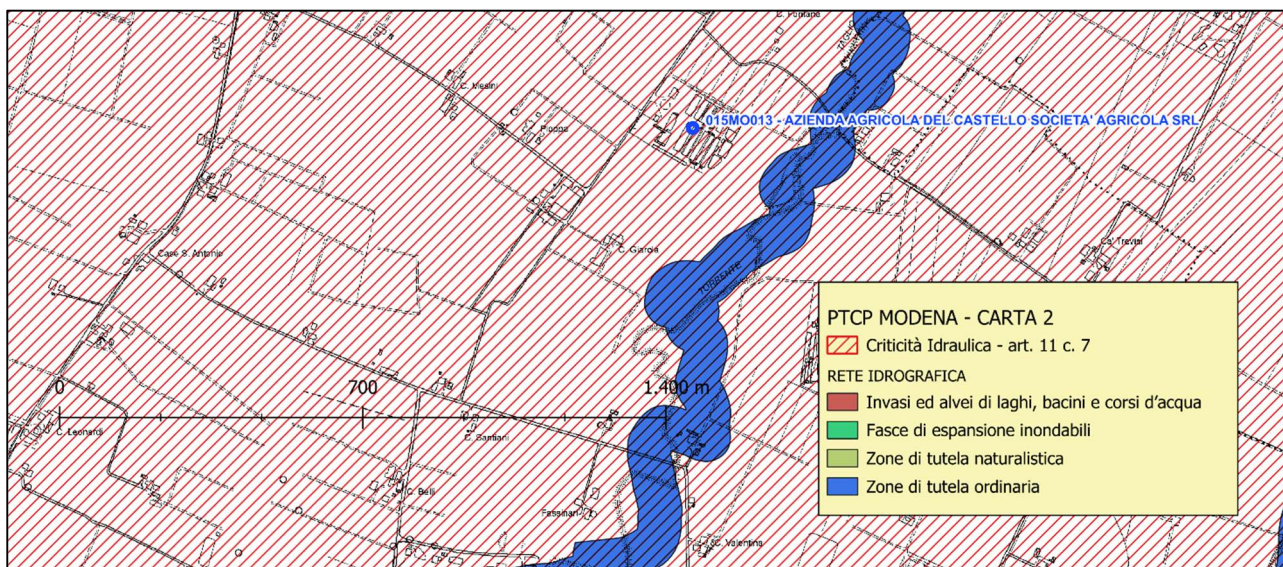 C. Fontana
TAGLIO
C. Mesini
Pioppa
015MO013 - AZIENDA AGRICOLA DEL CASTELLO SOCIETA' AGRICOLA SRL
C. Giarola
Ca' Trevisi
Case S. Antonio
TORRENTE
0 700 1.400 m
C. Leonardi
C. Santiani
C. Belli
Fassinari
C. Valentina
PTCP MODENA - CARTA 2
Criticità Idraulica - art. 11 c. 7
RETE IDROGRAFICA
Invasi ed alvei di laghi, bacini e corsi d'acqua
Fasce di espansione inondabili
Zone di tutela naturalistica
Zone di tutela ordinaria